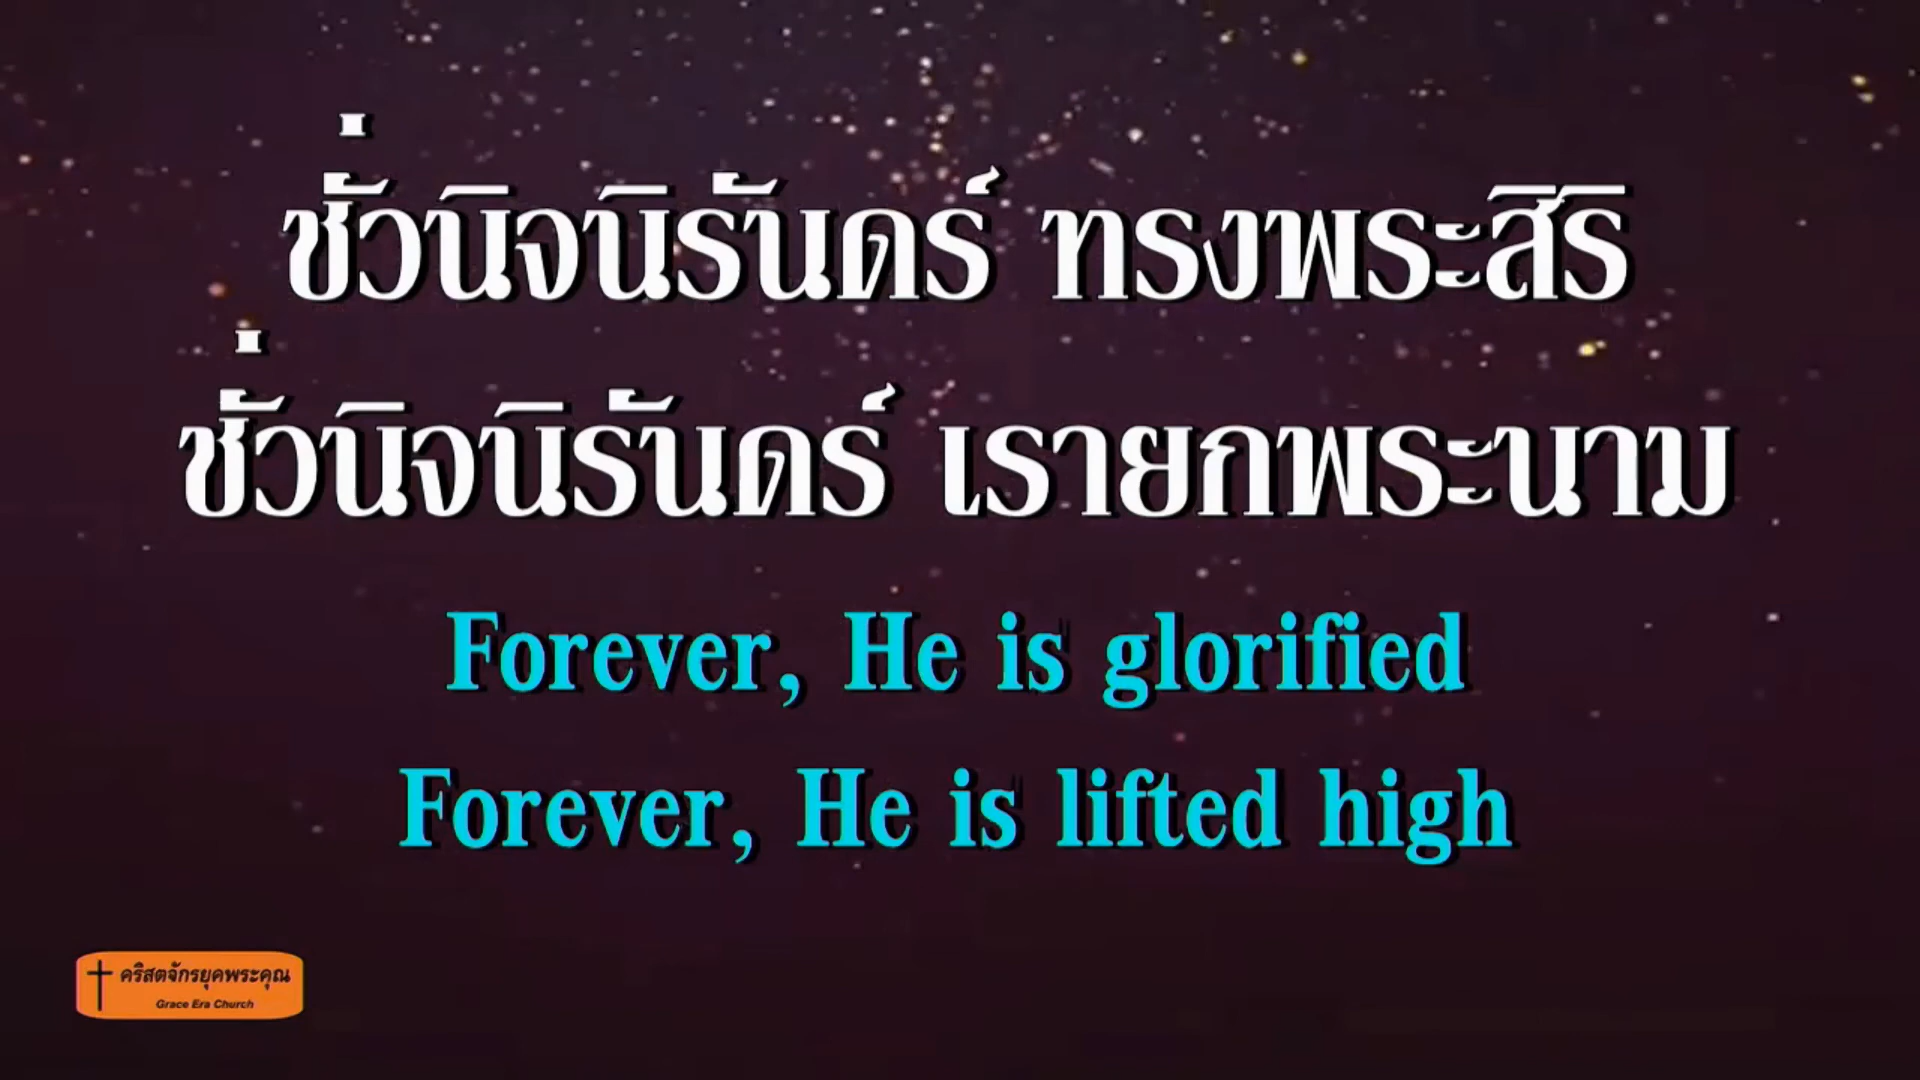 ชั่วนิจนิรันดร์ ทรงพระสิริ
ชั่วนิจนิรันดร์ เรายกพระนาม
Forever, He is glorified
Forever, He is lifted high
คริสตจักรยุคพระคุณ
Grace Era Church